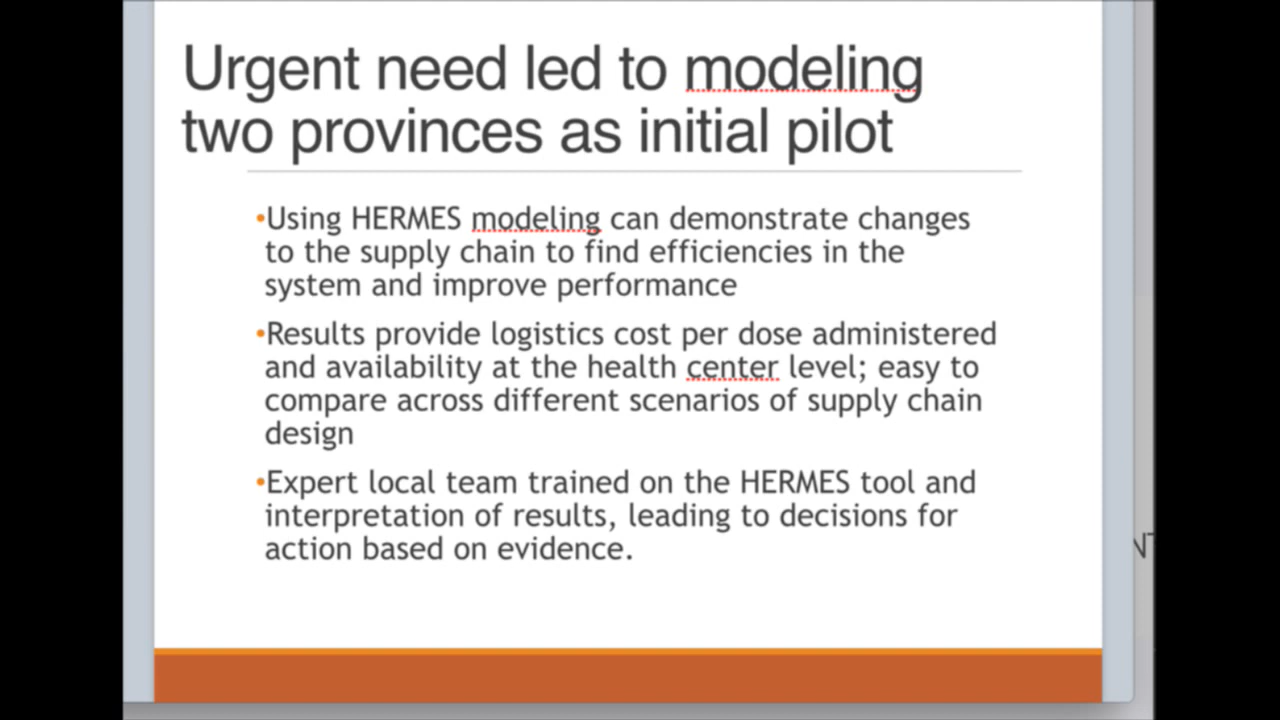 Urgent need led to modeling
two provinces as initial pilot
•Using HERMES modeling can demonstrate changes
to the supply chain to find efficiencies in the
system and improve performance
•Results provide logistics cost per dose administered
and availability at the health center level; easy to
compare across different scenarios of supply chain
design
•Expert local team trained on the HERMES tool and
interpretation of results, leading to decisions for
action based on evidence.